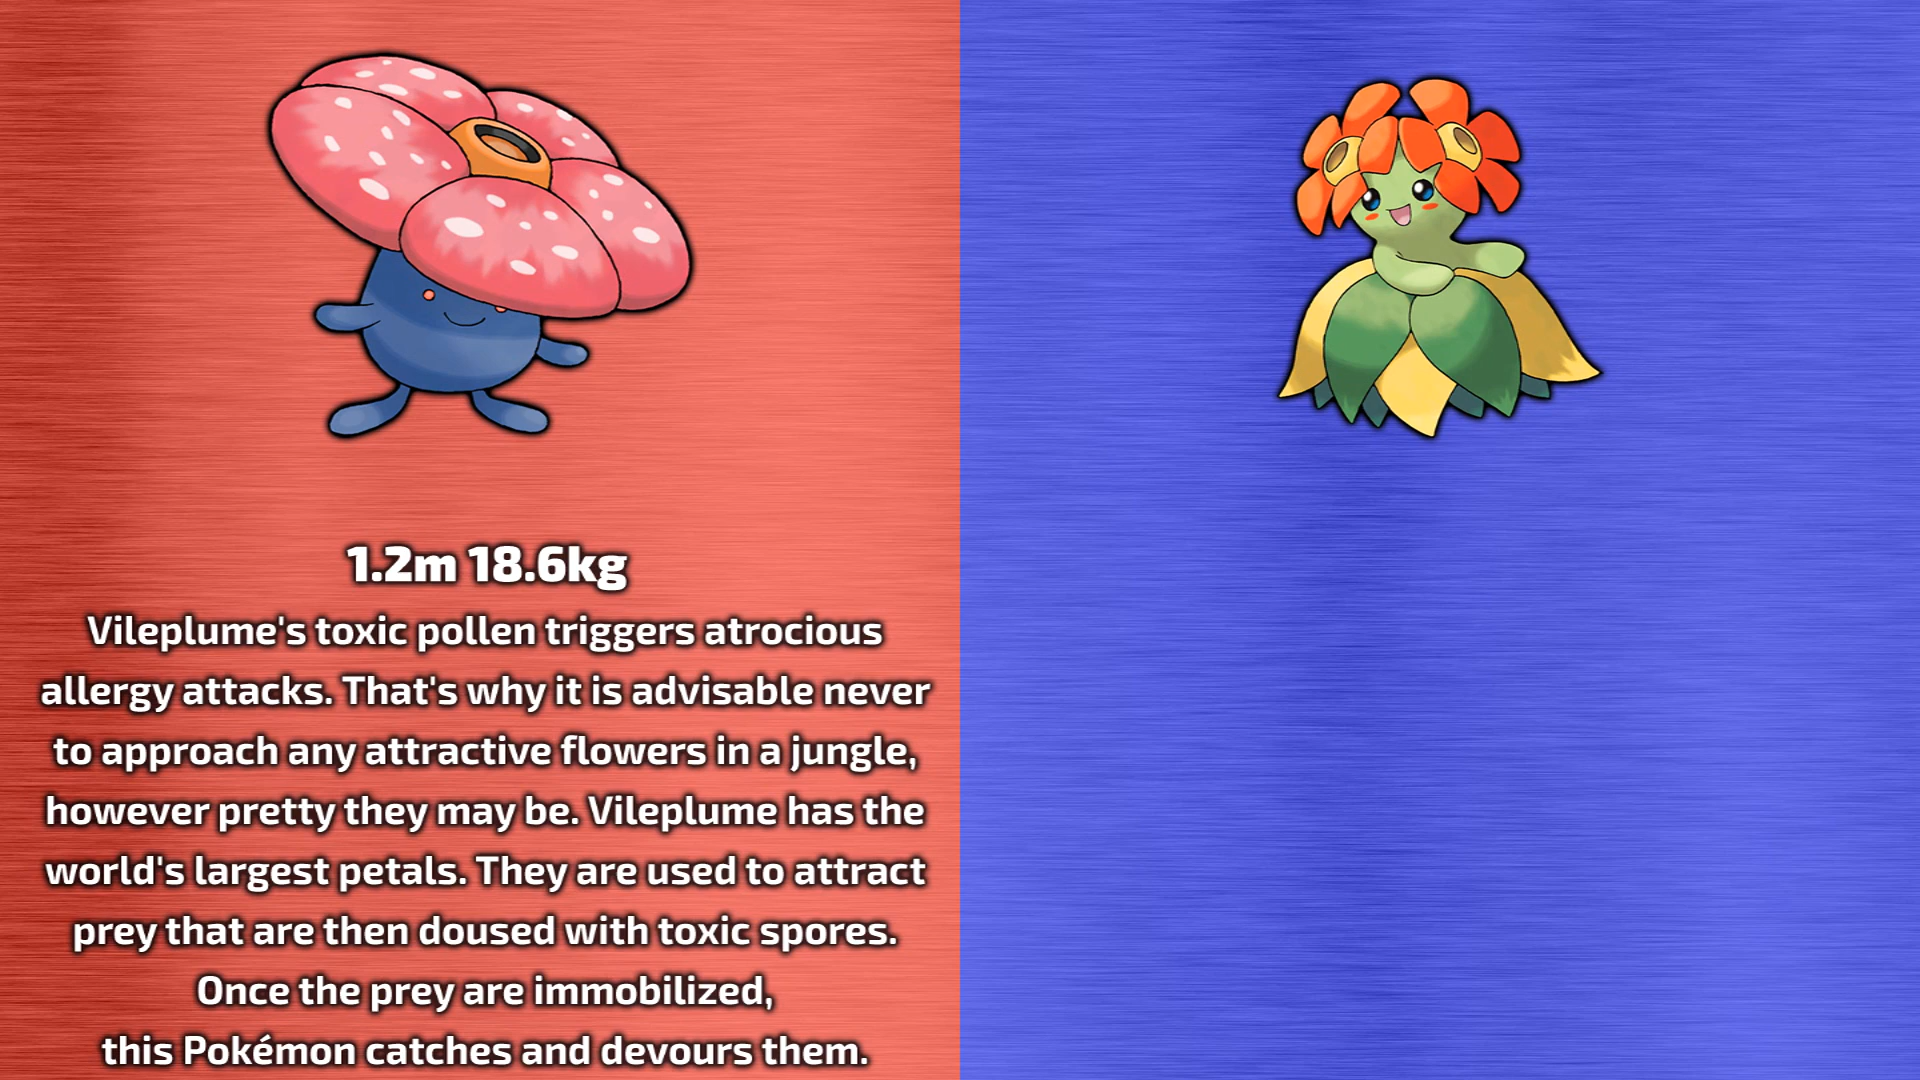 1.2m 18.6kg
Vileplume's toxic pollen triggers atrocious
allergy attacks. That's why it is advisable never
to approach any attractive flowers in a jungle,
however pretty they may be. Vileplume has the
world's largest petals. They are used to attract
prey that are then doused with toxic spores.
Once the prey are immobilized,
this Pokémon catches and devours them.